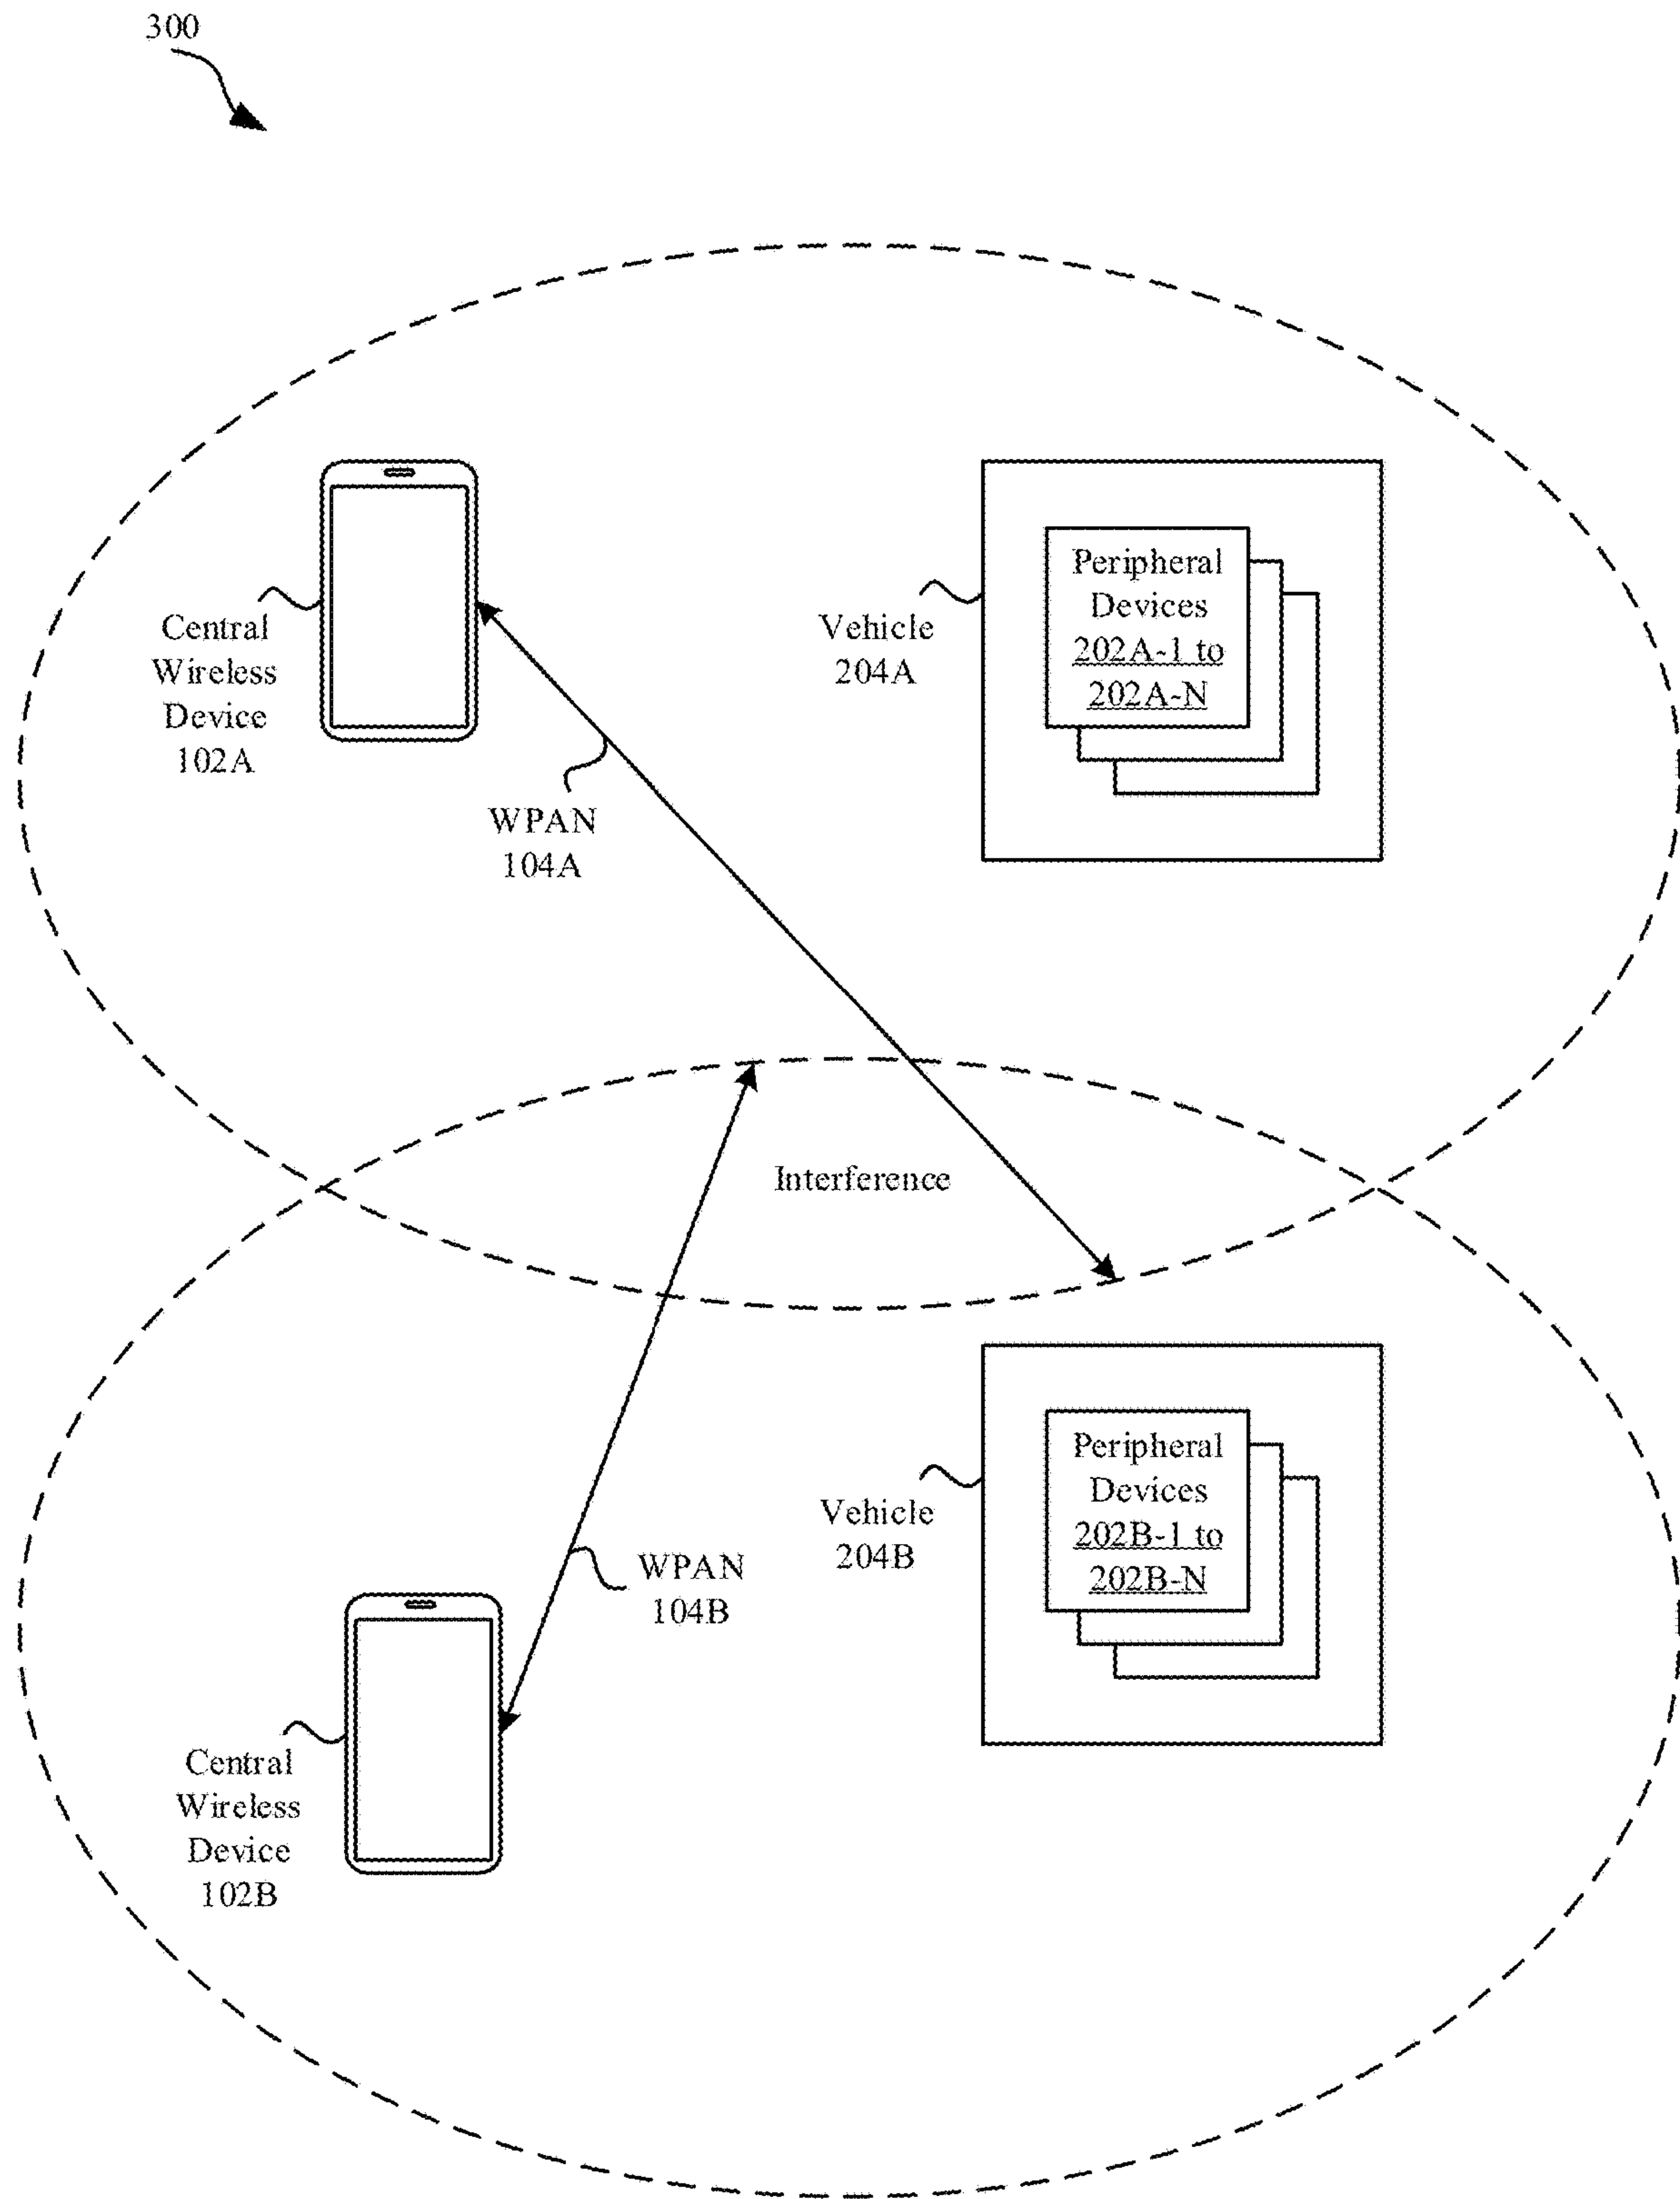 300
Central
Wireless
Device
102A
WPAN
104A
Vehicle
204A
Peripheral
Devices
202A-1 to
202A-N
Interference
WPAN
104B
Vehicle
204B
Peripheral
Devices
202B-1 to
202B-N
Central
Wireless
Device
102B